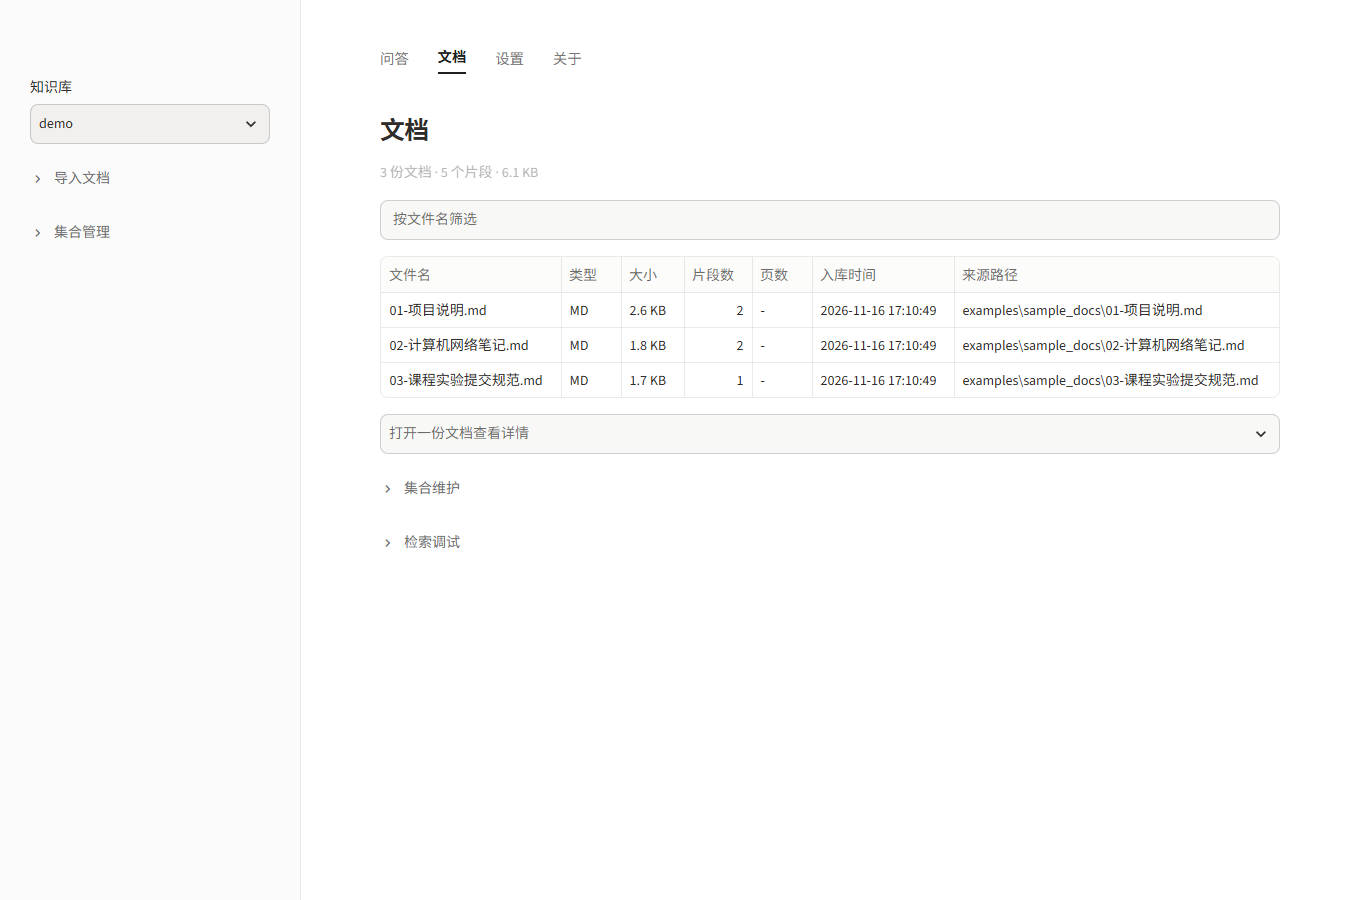 知识库
demo
导入文档
集合管理
问答 文档 设置 关于
文档
3 份文档 · 5 个片段 · 6.1 KB
按文件名筛选
文件名 类型 大小 片段数 页数 入库时间 来源路径
01-项目说明.md MD 2.6 KB 2 - 2026-11-16 17:10:49 examples\sample_docs\01-项目说明.md
02-计算机网络笔记.md MD 1.8 KB 2 - 2026-11-16 17:10:49 examples\sample_docs\02-计算机网络笔记.md
03-课程实验提交规范.md MD 1.7 KB 1 - 2026-11-16 17:10:49 examples\sample_docs\03-课程实验提交规范.md
打开一份文档查看详情
集合维护
检索调试